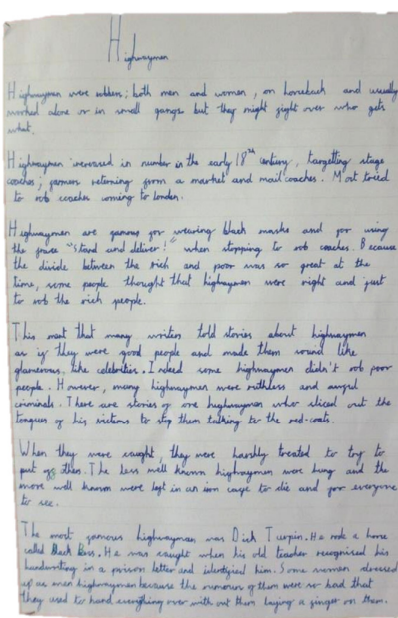 Highwaymen
Highwaymen were robbers; both men and women, on horseback and usually
worked alone or in small gangs but they might fight over who gets
what.
Highwaymen increased in number in the early 18th century, targetting stage
coaches; farmers returning from a market and mail coaches. Most tried
to rob coaches coming to london.
Highwaymen are famous for wearing black masks and for using
the phrase "Stand and deliver!" when stopping to rob coaches. Because
the divide between the rich and poor was so great at the
time, some people thought that highwaymen were right and just
to rob the rich people.
This ment that many writers told stories about highwaymen
as if they were good people and made them sound like
glamerous, like celebrities. Indeed some highwaymen didn't rob poor
people. However, many highwaymen were ruthless and
criminals. There are stories of one highwayman who sliced out the
tongues of his victims to stop them talking to the red-coats.
When they were caught, they were harshly treated to try to
put off others. The less well known highwaymen were hung and the
more well known were kept in an iron cage to die and for everyone
to see.
The most famous highwayman was Dick Turpin. He rode a horse
called Black Bess. He was caught when his old teacher recognised his
handwriting in a prison letter and identified him. Some women dressed
up as men highwaymen because the rumours of them were so bad that
they used to hand everything over with out them laying a finger on them.